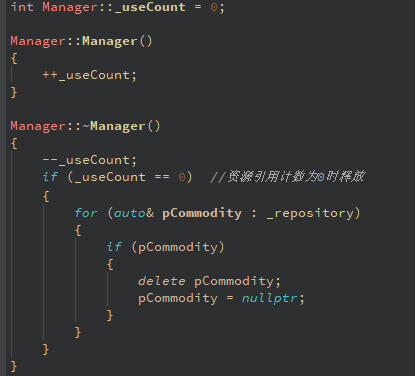 int Manager::_useCount = 0;
Manager::Manager()
{
++_useCount;
}
Manager::~Manager()
{
--_useCount;
if (_useCount == 0)  //资源引用计数为0时释放
{
for (auto& pCommodity : _repository)
{
if (pCommodity)
{
delete pCommodity;
pCommodity = nullptr;
}
}
}
}